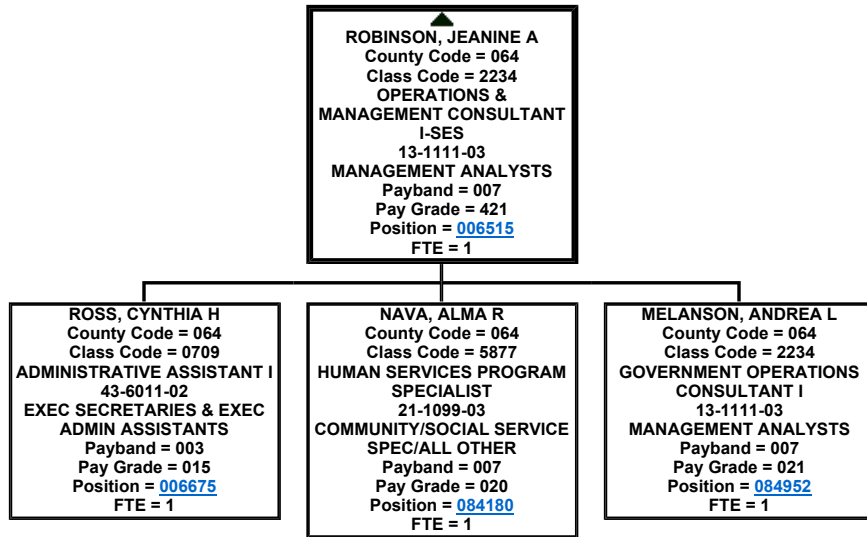 ROBINSON, JEANINE A
County Code = 064
Class Code = 2234
OPERATIONS &
MANAGEMENT CONSULTANT
I-SES
13-1111-03
MANAGEMENT ANALYSTS
Payband = 007
Pay Grade = 421
Position = 006515
FTE = 1
ROSS, CYNTHIA H
County Code = 064
Class Code = 0709
ADMINISTRATIVE ASSISTANT I
43-6011-02
EXEC SECRETARIES & EXEC
ADMIN ASSISTANTS
Payband = 003
Pay Grade = 015
Position = 006675
FTE = 1
NAVA, ALMA R
County Code = 064
Class Code = 5877
HUMAN SERVICES PROGRAM
SPECIALIST
21-1099-03
COMMUNITY/SOCIAL SERVICE
SPEC/ALL OTHER
Payband = 007
Pay Grade = 020
Position = 084180
FTE = 1
MELANSON, ANDREA L
County Code = 064
Class Code = 2234
GOVERNMENT OPERATIONS
CONSULTANT I
13-1111-03
MANAGEMENT ANALYSTS
Payband = 007
Pay Grade = 021
Position = 084952
FTE = 1